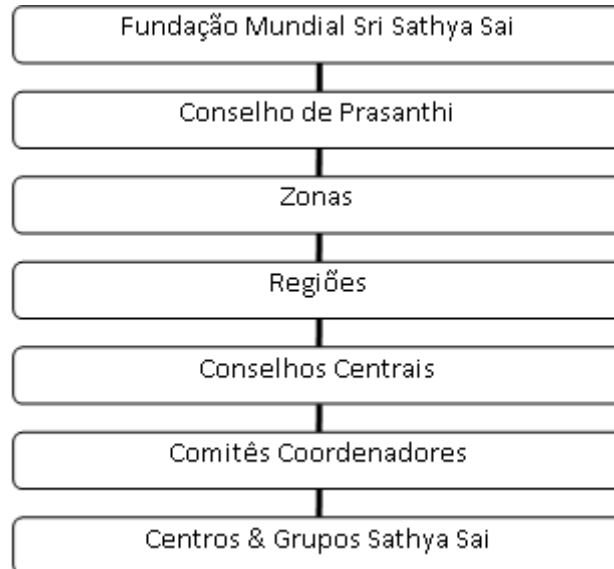 Fundação Mundial Sri Sathya Sai
Conselho de Prasanthi
Zonas
Regiões
Conselhos Centrais
Comitês Coordenadores
Centros & Grupos Sathya Sai